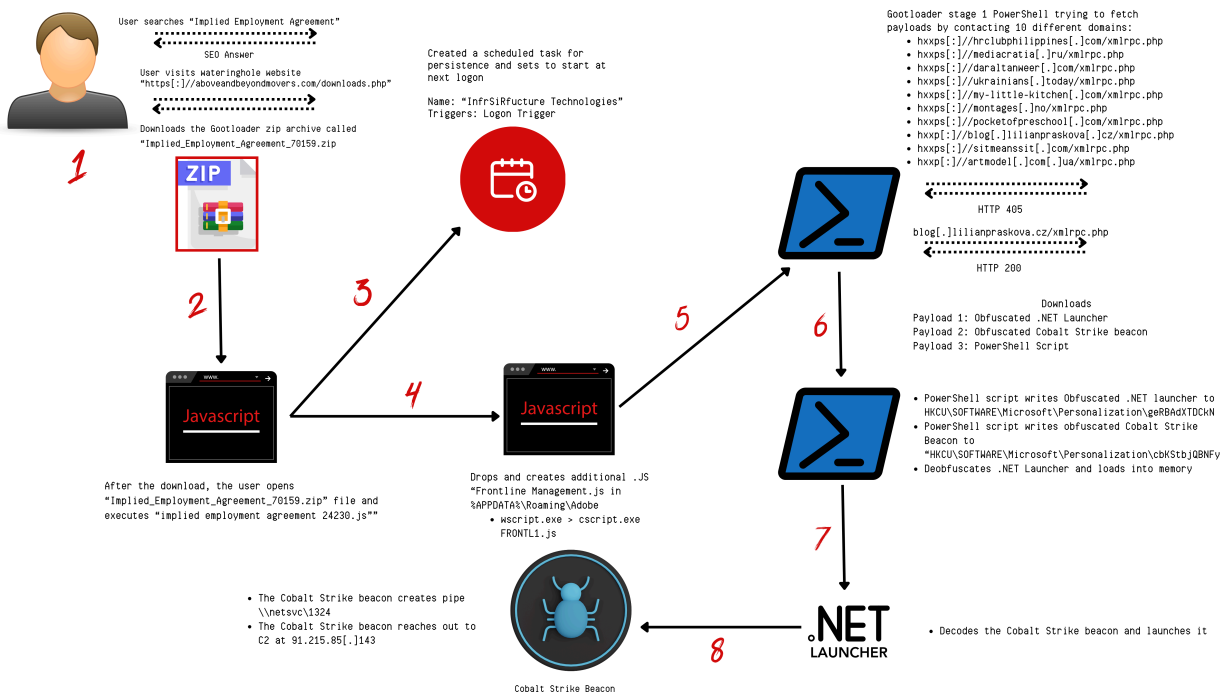 User searches “Implied Employment Agreement”
SEO Answer
User visits wateringhole website
“https[:]//aboveandbeyondmovers.com/downloads.php”
Downloads the Gootloader zip archive called
“Implied_Employment_Agreement_70159.zip
1
ZIP
2
www.
Javascript
After the download, the user opens
“Implied_Employment_Agreement_70159.zip” file and
executes “implied employment agreement 24230.js””
3
Created a scheduled task for
persistence and sets to start at
next logon
Name: “InfrSiRfucture Technologies”
Triggers: Logon Trigger
4
www.
Javascript
Drops and creates additional .JS
“Frontline Management.js in
%APPDATA%\Roaming\Adobe
• wscript.exe > cscript.exe
FRONTL1.js
5
Gootloader stage 1 PowerShell trying to fetch
payloads by contacting 10 different domains:
• hxxps[:]//hrclubphilippines[.]com/xmlrpc.php
• hxxps[:]//mediacratia[.]ru/xmlrpc.php
• hxxps[:]//daraltanweer[.]com/xmlrpc.php
• hxxps[:]//ukrainians[.]today/xmlrpc.php
• hxxps[:]//my-little-kitchen[.]com/xmlrpc.php
• hxxps[:]//montages[.]no/xmlrpc.php
• hxxps[:]//pocketofpreschool[.]com/xmlrpc.php
• hxxp[:]//blog[.]lilianpraskova[.]cz/xmlrpc.php
• hxxps[:]//sitmeanssit[.]com/xmlrpc.php
• hxxp[:]//artmodel[.]com[.]ua/xmlrpc.php
HTTP 405
blog[.]lilianpraskova.cz/xmlrpc.php
HTTP 200
6
Downloads
Payload 1: Obfuscated .NET Launcher
Payload 2: Obfuscated Cobalt Strike beacon
Payload 3: PowerShell Script
• PowerShell script writes Obfuscated .NET launcher to
HKCU\SOFTWARE\Microsoft\Personalization\geRBAdXTDCkN
• PowerShell script writes obfuscated Cobalt Strike
Beacon to
“HKCU\SOFTWARE\Microsoft\Personalization\cbKStbjQBNFy
• Deobfuscates .NET Launcher and loads into memory
7
.NET
LAUNCHER
• Decodes the Cobalt Strike beacon and launches it
8
• The Cobalt Strike beacon creates pipe
\\netsvc\1324
• The Cobalt Strike beacon reaches out to
C2 at 91.215.85[.]143
Cobalt Strike Beacon